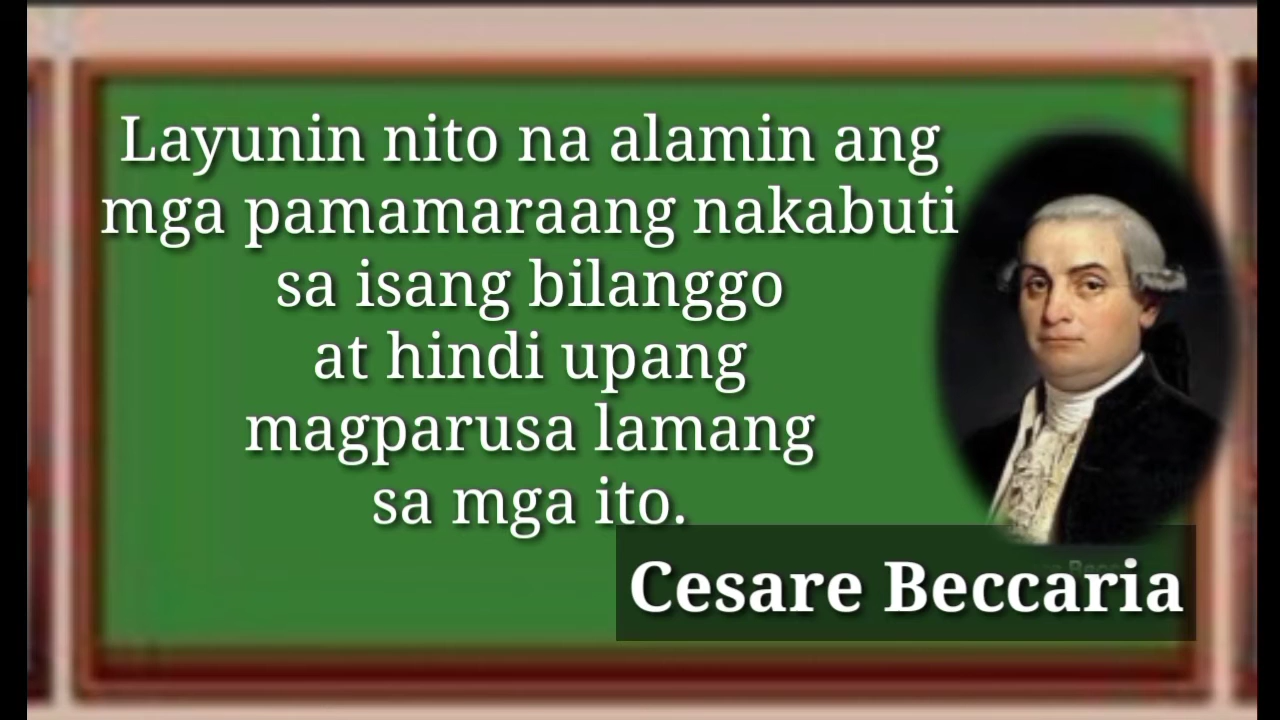 Layunin nito na alamin ang
mga pamamaraang nakabuti
sa isang bilanggo
at hindi upang
magparusa lamang
sa mga ito.
Cesare Beccaria